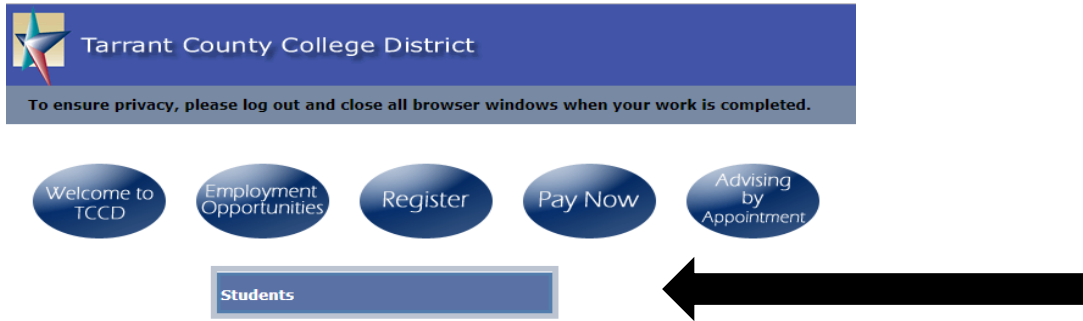 Tarrant County College District
To ensure privacy, please log out and close all browser windows when your work is completed.
Welcome to
TCCD
Employment
Opportunities
Register
Pay Now
Advising
by
Appointment
Students